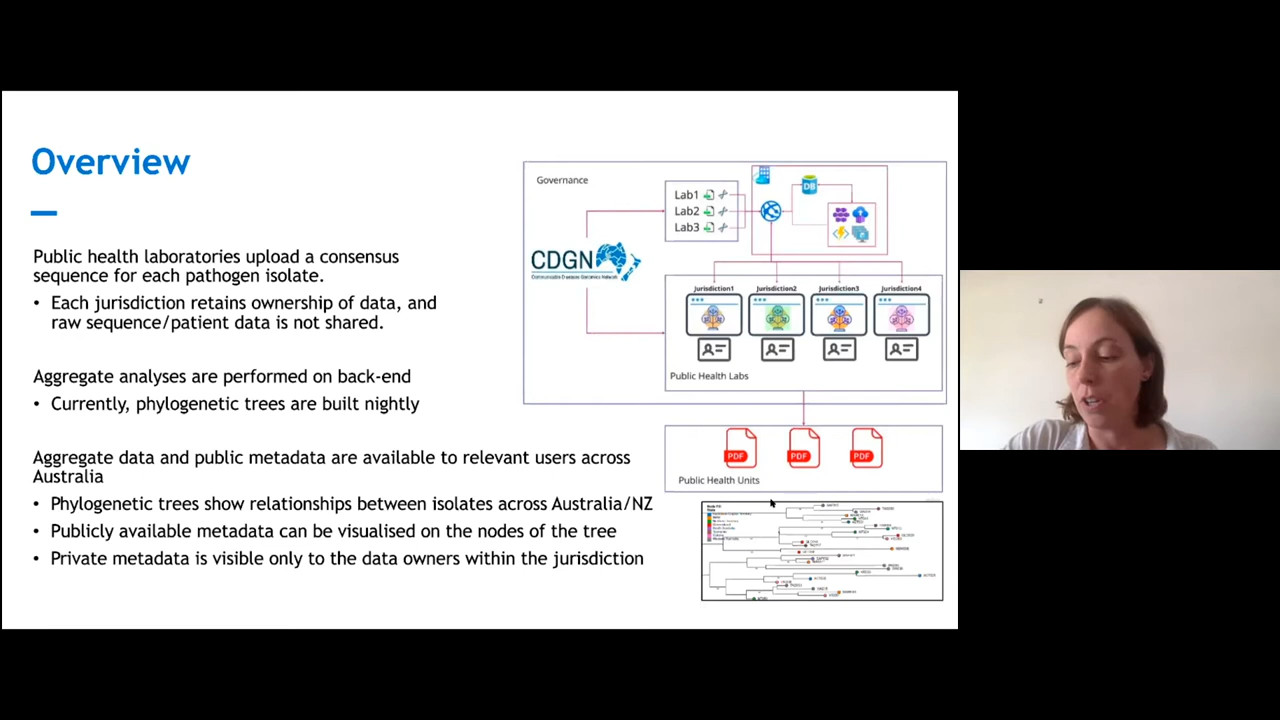 Overview
Public health laboratories upload a consensus
sequence for each pathogen isolate.
• Each jurisdiction retains ownership of data, and
raw sequence/patient data is not shared.
Aggregate analyses are performed on back-end
• Currently, phylogenetic trees are built nightly
Aggregate data and public metadata are available to relevant users across
Australia
• Phylogenetic trees show relationships between isolates across Australia/NZ
• Publicly available metadata can be visualised on the nodes of the tree
• Private metadata is visible only to the data owners within the jurisdiction
Governance
Lab1
Lab2
Lab3
DB
CDGN
Communicable Diseases Genomics Network
Jurisdiction1 Jurisdiction2 Jurisdiction3 Jurisdiction4
Public Health Labs
PDF PDF PDF
Public Health Units